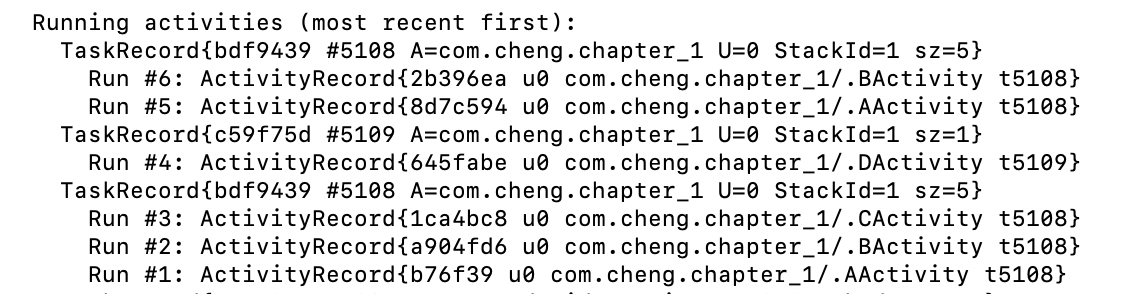 Running activities (most recent first):
TaskRecord{bdf9439 #5108 A=com.cheng.chapter_1 U=0 StackId=1 sz=5}
Run #6: ActivityRecord{2b396ea u0 com.cheng.chapter_1/.BActivity t5108}
Run #5: ActivityRecord{8d7c594 u0 com.cheng.chapter_1/.AActivity t5108}
TaskRecord{c59f75d #5109 A=com.cheng.chapter_1 U=0 StackId=1 sz=1}
Run #4: ActivityRecord{645fabe u0 com.cheng.chapter_1/.DActivity t5109}
TaskRecord{bdf9439 #5108 A=com.cheng.chapter_1 U=0 StackId=1 sz=5}
Run #3: ActivityRecord{1ca4bc8 u0 com.cheng.chapter_1/.CActivity t5108}
Run #2: ActivityRecord{a904fd6 u0 com.cheng.chapter_1/.BActivity t5108}
Run #1: ActivityRecord{b76f39 u0 com.cheng.chapter_1/.AActivity t5108}